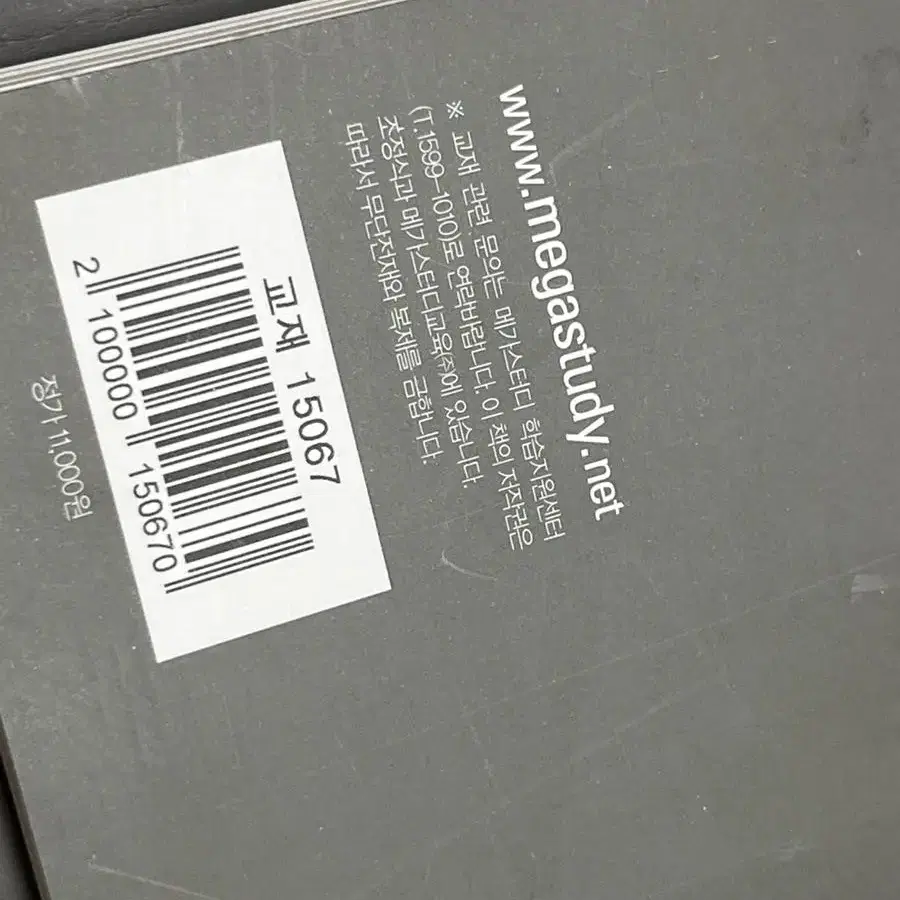 www.megastudy.net
※ 교재 관련 문의는 메가스터디 학습지원센터
(T.1599-1010)로 연락바랍니다. 이 책의 저작권은
조정식과 메가스터디교육㈜에 있습니다.
따라서 무단전재와 복제를 금합니다.
교재 15067
2 100000 150670
정가 11,000원